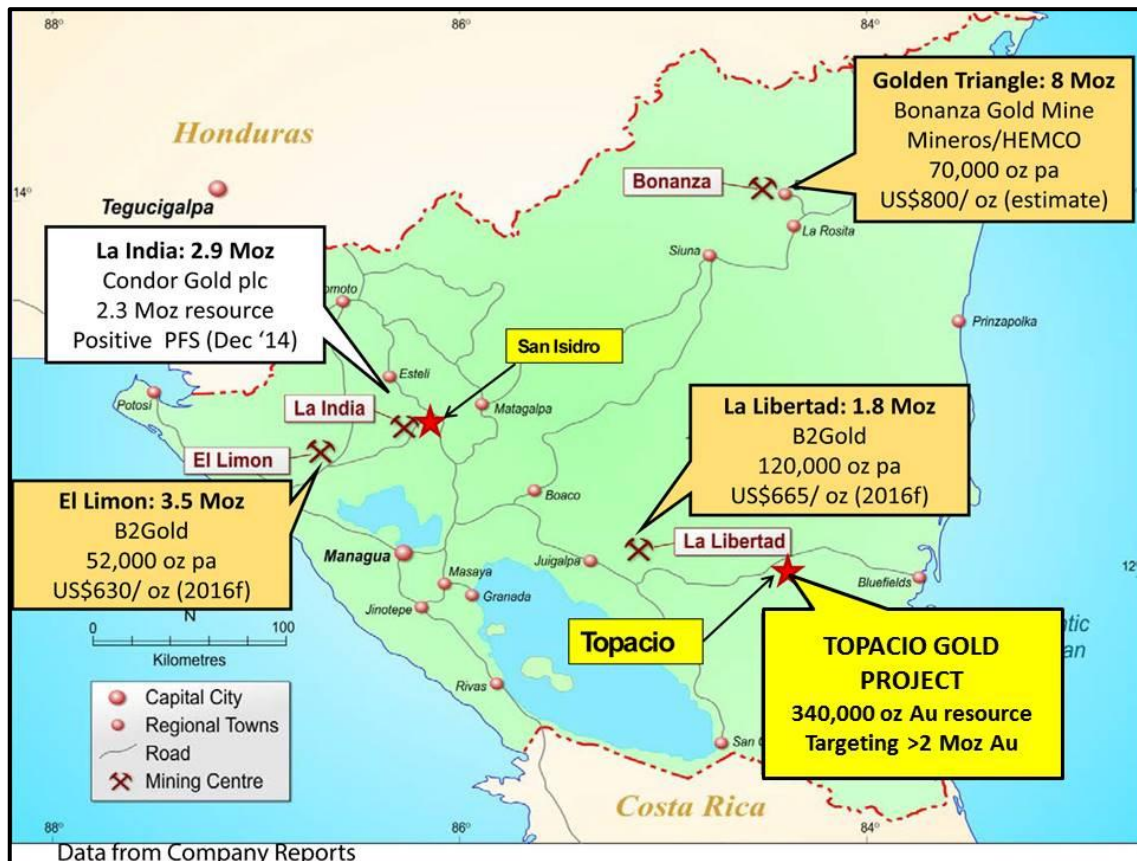 88°
86°
84°
Honduras
Golden Triangle: 8 Moz
Bonanza Gold Mine
Mineros/HEMCO
70,000 oz pa
US$800/ oz (estimate)
14°
Tegucigalpa
Bonanza
La Rosita
Siuna
La India: 2.9 Moz
Condor Gold plc
2.3 Moz resource
Positive PFS (Dec ‘14)
San Isidro
Prinzapolka
Esteli
Potosi
La India
Matagalpa
El Limon
La Libertad: 1.8 Moz
B2Gold
120,000 oz pa
US$665/ oz (2016f)
El Limon: 3.5 Moz
B2Gold
52,000 oz pa
US$630/ oz (2016f)
Boaco
Managua
Juigalpa
La Libertad
12°
Masaya
Granada
Bluefields
Jinotepe
N
0 100
Kilometres
Topacio
TOPACIO GOLD
PROJECT
340,000 oz Au resource
Targeting >2 Moz Au
Rivas
San
Capital City
Regional Towns
Road
Mining Centre
Costa Rica
88°
86°
84°
Data from Company Reports